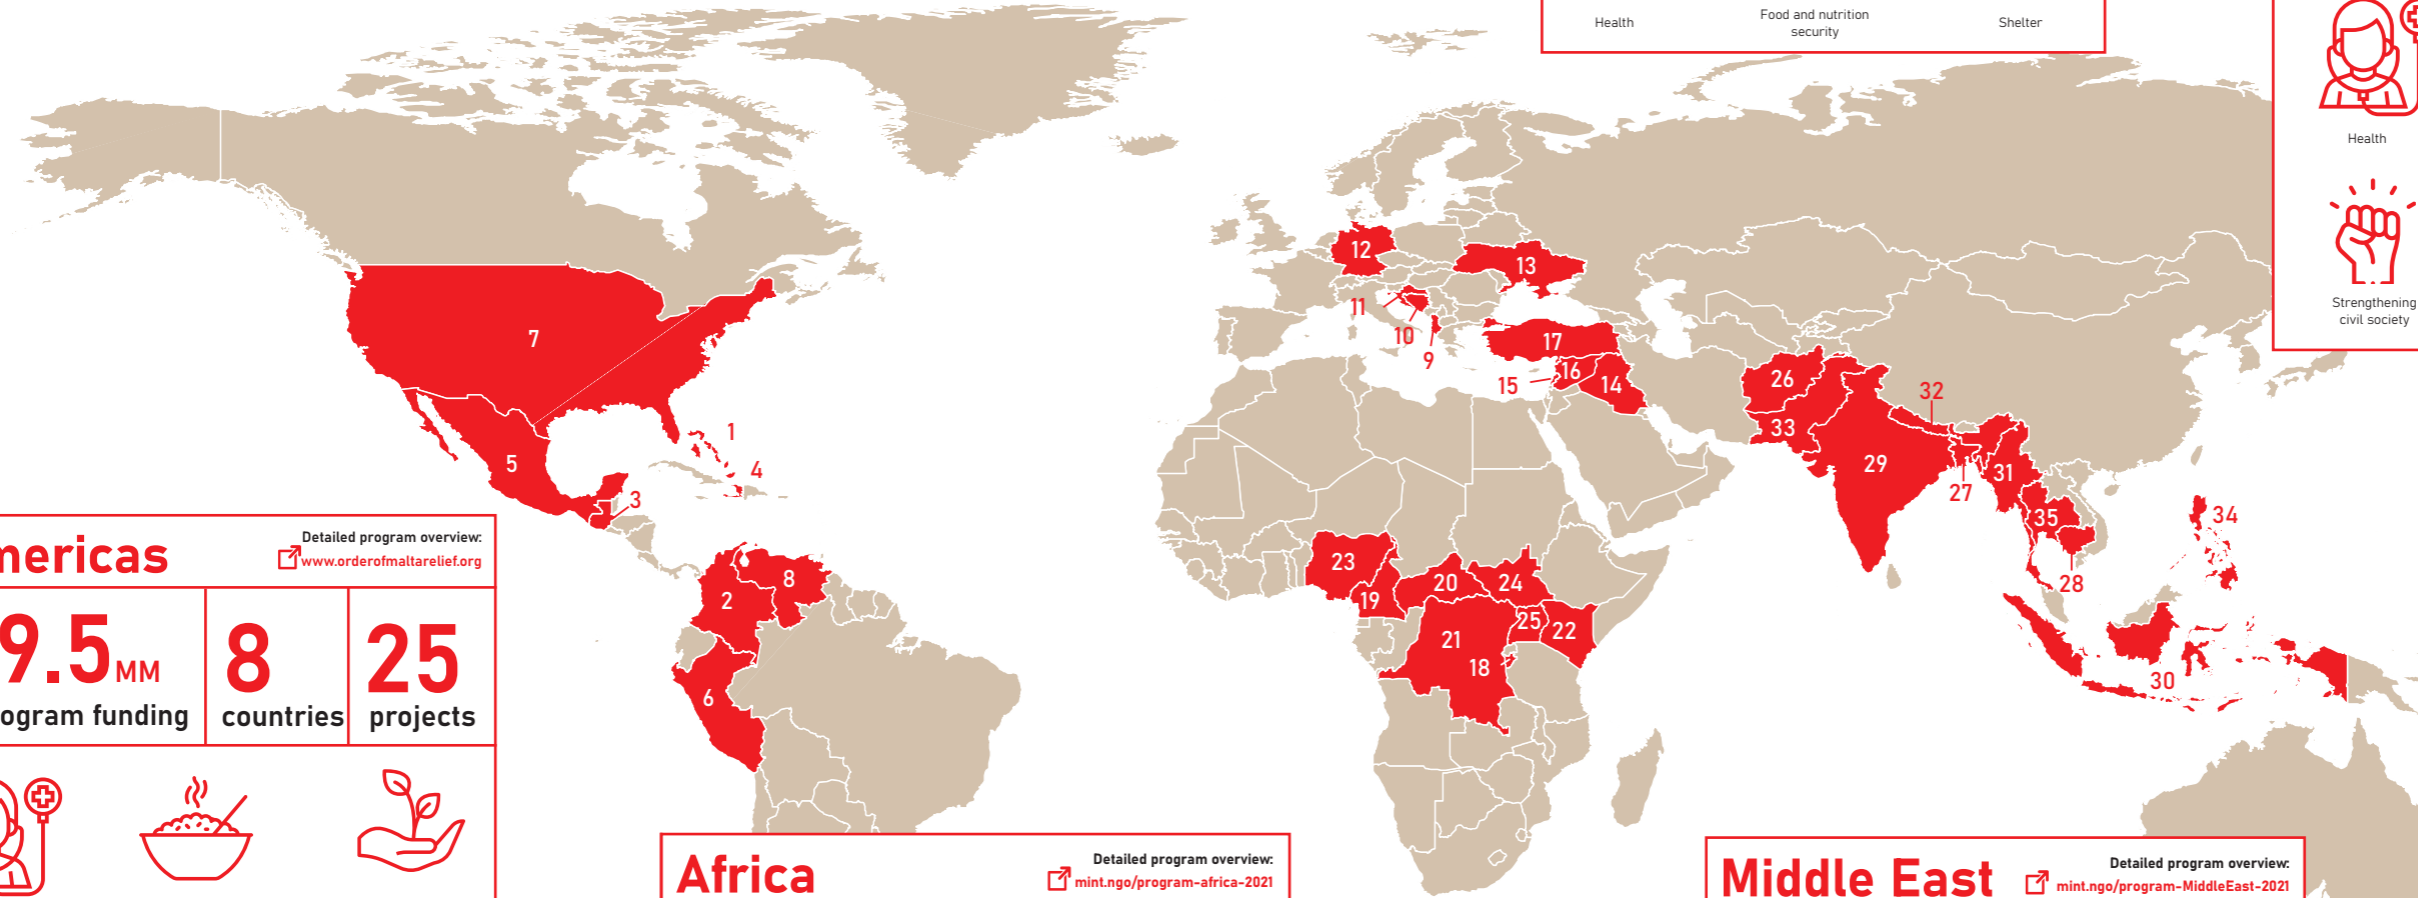 Health
Food and nutrition
security
Shelter
Health
Strengthening
civil society
12
13
11
10
9
17
16
15
14
7
5
3
1
4
26
32
33
29
27
31
35
34
28
30
2
8
6
23
19
20
24
25
22
21
18
mericas
Detailed program overview:
www.orderofmaltarelief.org
9.5 MM
ogram funding
8
countries
25
projects
Africa
Detailed program overview:
mint.ngo/program-africa-2021
Middle East
Detailed program overview:
mint.ngo/program-MiddleEast-2021